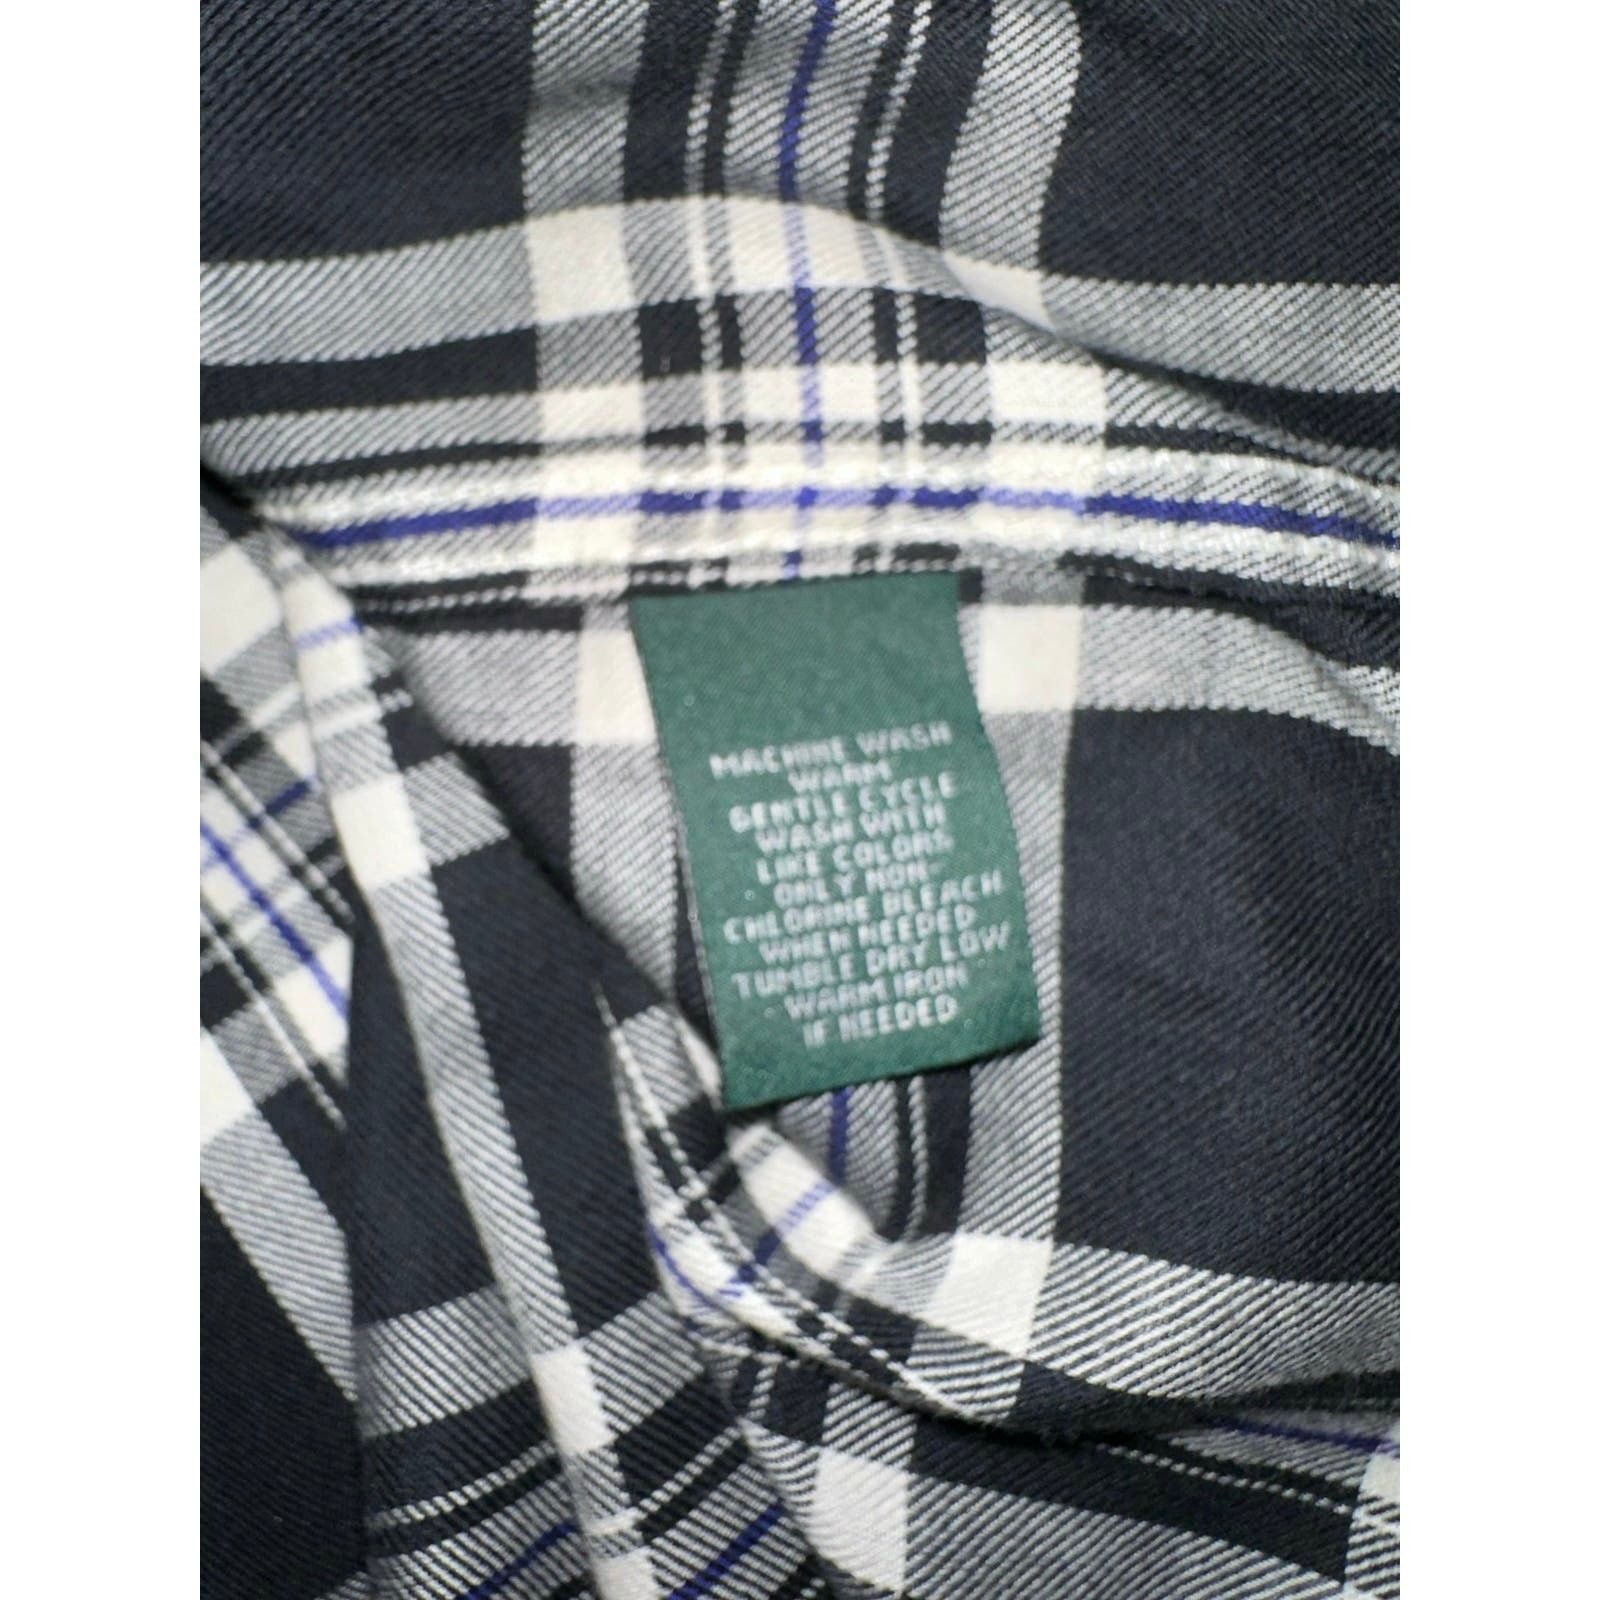 MACHINE WASH
WARM
GENTLE CYCLE
WASH WITH
LIKE COLORS
ONLY NON
CHLORINE BLEACH
WHEN NEEDED
TUMBLE DRY LOW
WARM IRON
IF NEEDED